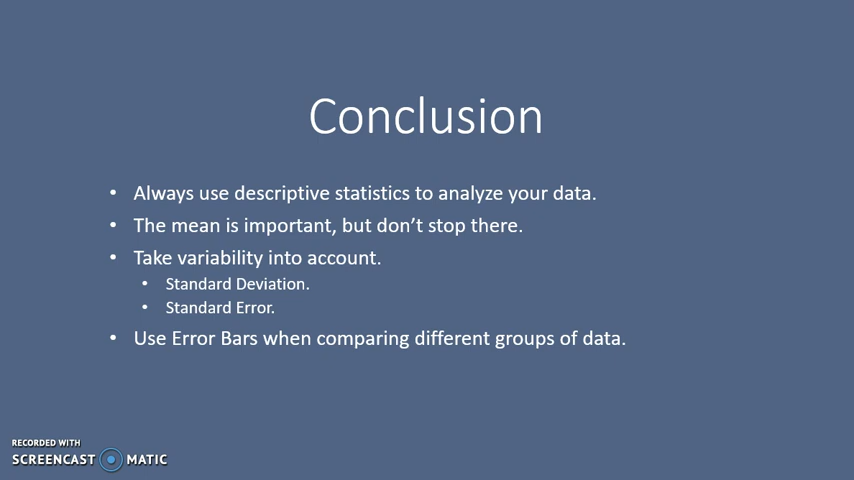 Conclusion
• Always use descriptive statistics to analyze your data.
• The mean is important, but don’t stop there.
• Take variability into account.
• Standard Deviation.
• Standard Error.
• Use Error Bars when comparing different groups of data.
RECORDED WITH
SCREENCAST MATIC